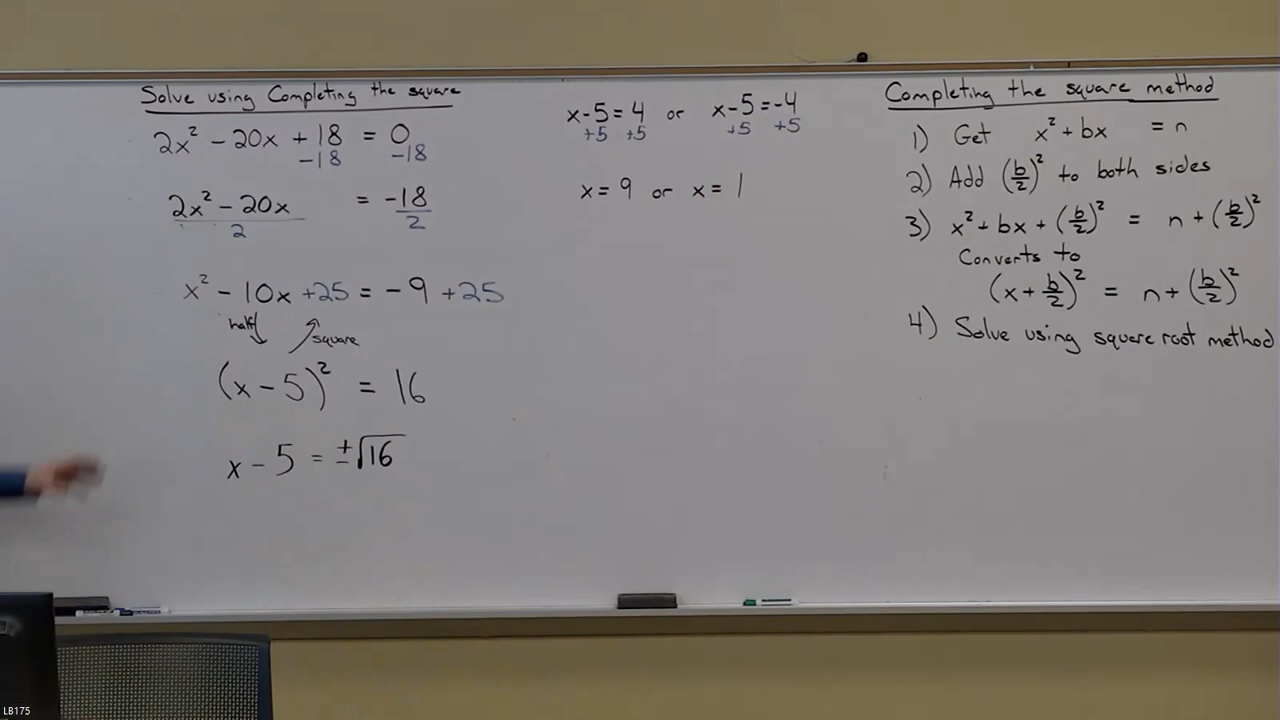 Solve using Completing the square
2x² − 20x + 18 = 0
−18 −18
2x² − 20x = −18
2 2
x² − 10x +25 = −9 +25
half square
(x − 5)² = 16
x − 5 = ±√16
x−5 = 4 or x−5 = −4
+5 +5 +5 +5
x = 9 or x = 1
Completing the square method
1) Get x² + bx = n
2) Add (b/2)² to both sides
3) x² + bx + (b/2)² = n + (b/2)²
Converts to
(x + b/2)² = n + (b/2)²
4) Solve using square root method
LB175